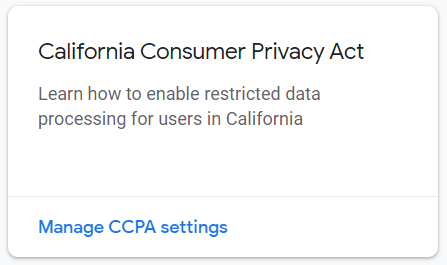 California Consumer Privacy Act
Learn how to enable restricted data
processing for users in California
Manage CCPA settings